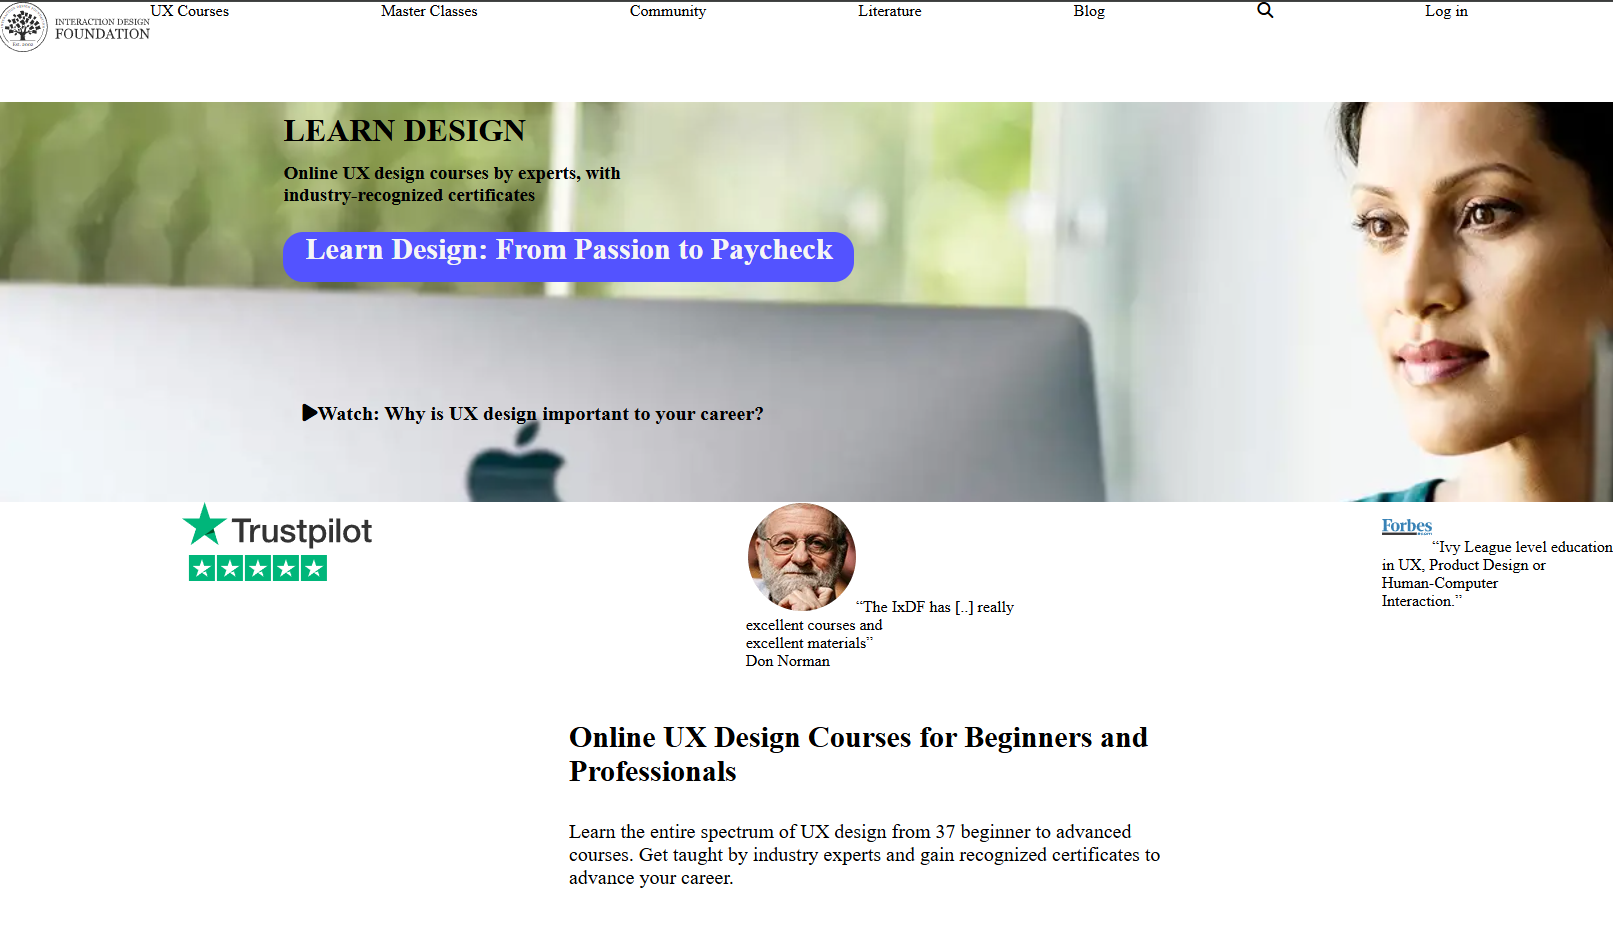 INTERACTION DESIGN
FOUNDATION
Est. 2002
UX Courses
Master Classes
Community
Literature
Blog
Log in
LEARN DESIGN
Online UX design courses by experts, with
industry-recognized certificates
Learn Design: From Passion to Paycheck
Watch: Why is UX design important to your career?
Trustpilot
“The IxDF has [..] really
excellent courses and
excellent materials”
Don Norman
Forbes
“Ivy League level education
in UX, Product Design or
Human-Computer
Interaction.”
Online UX Design Courses for Beginners and
Professionals
Learn the entire spectrum of UX design from 37 beginner to advanced
courses. Get taught by industry experts and gain recognized certificates to
advance your career.